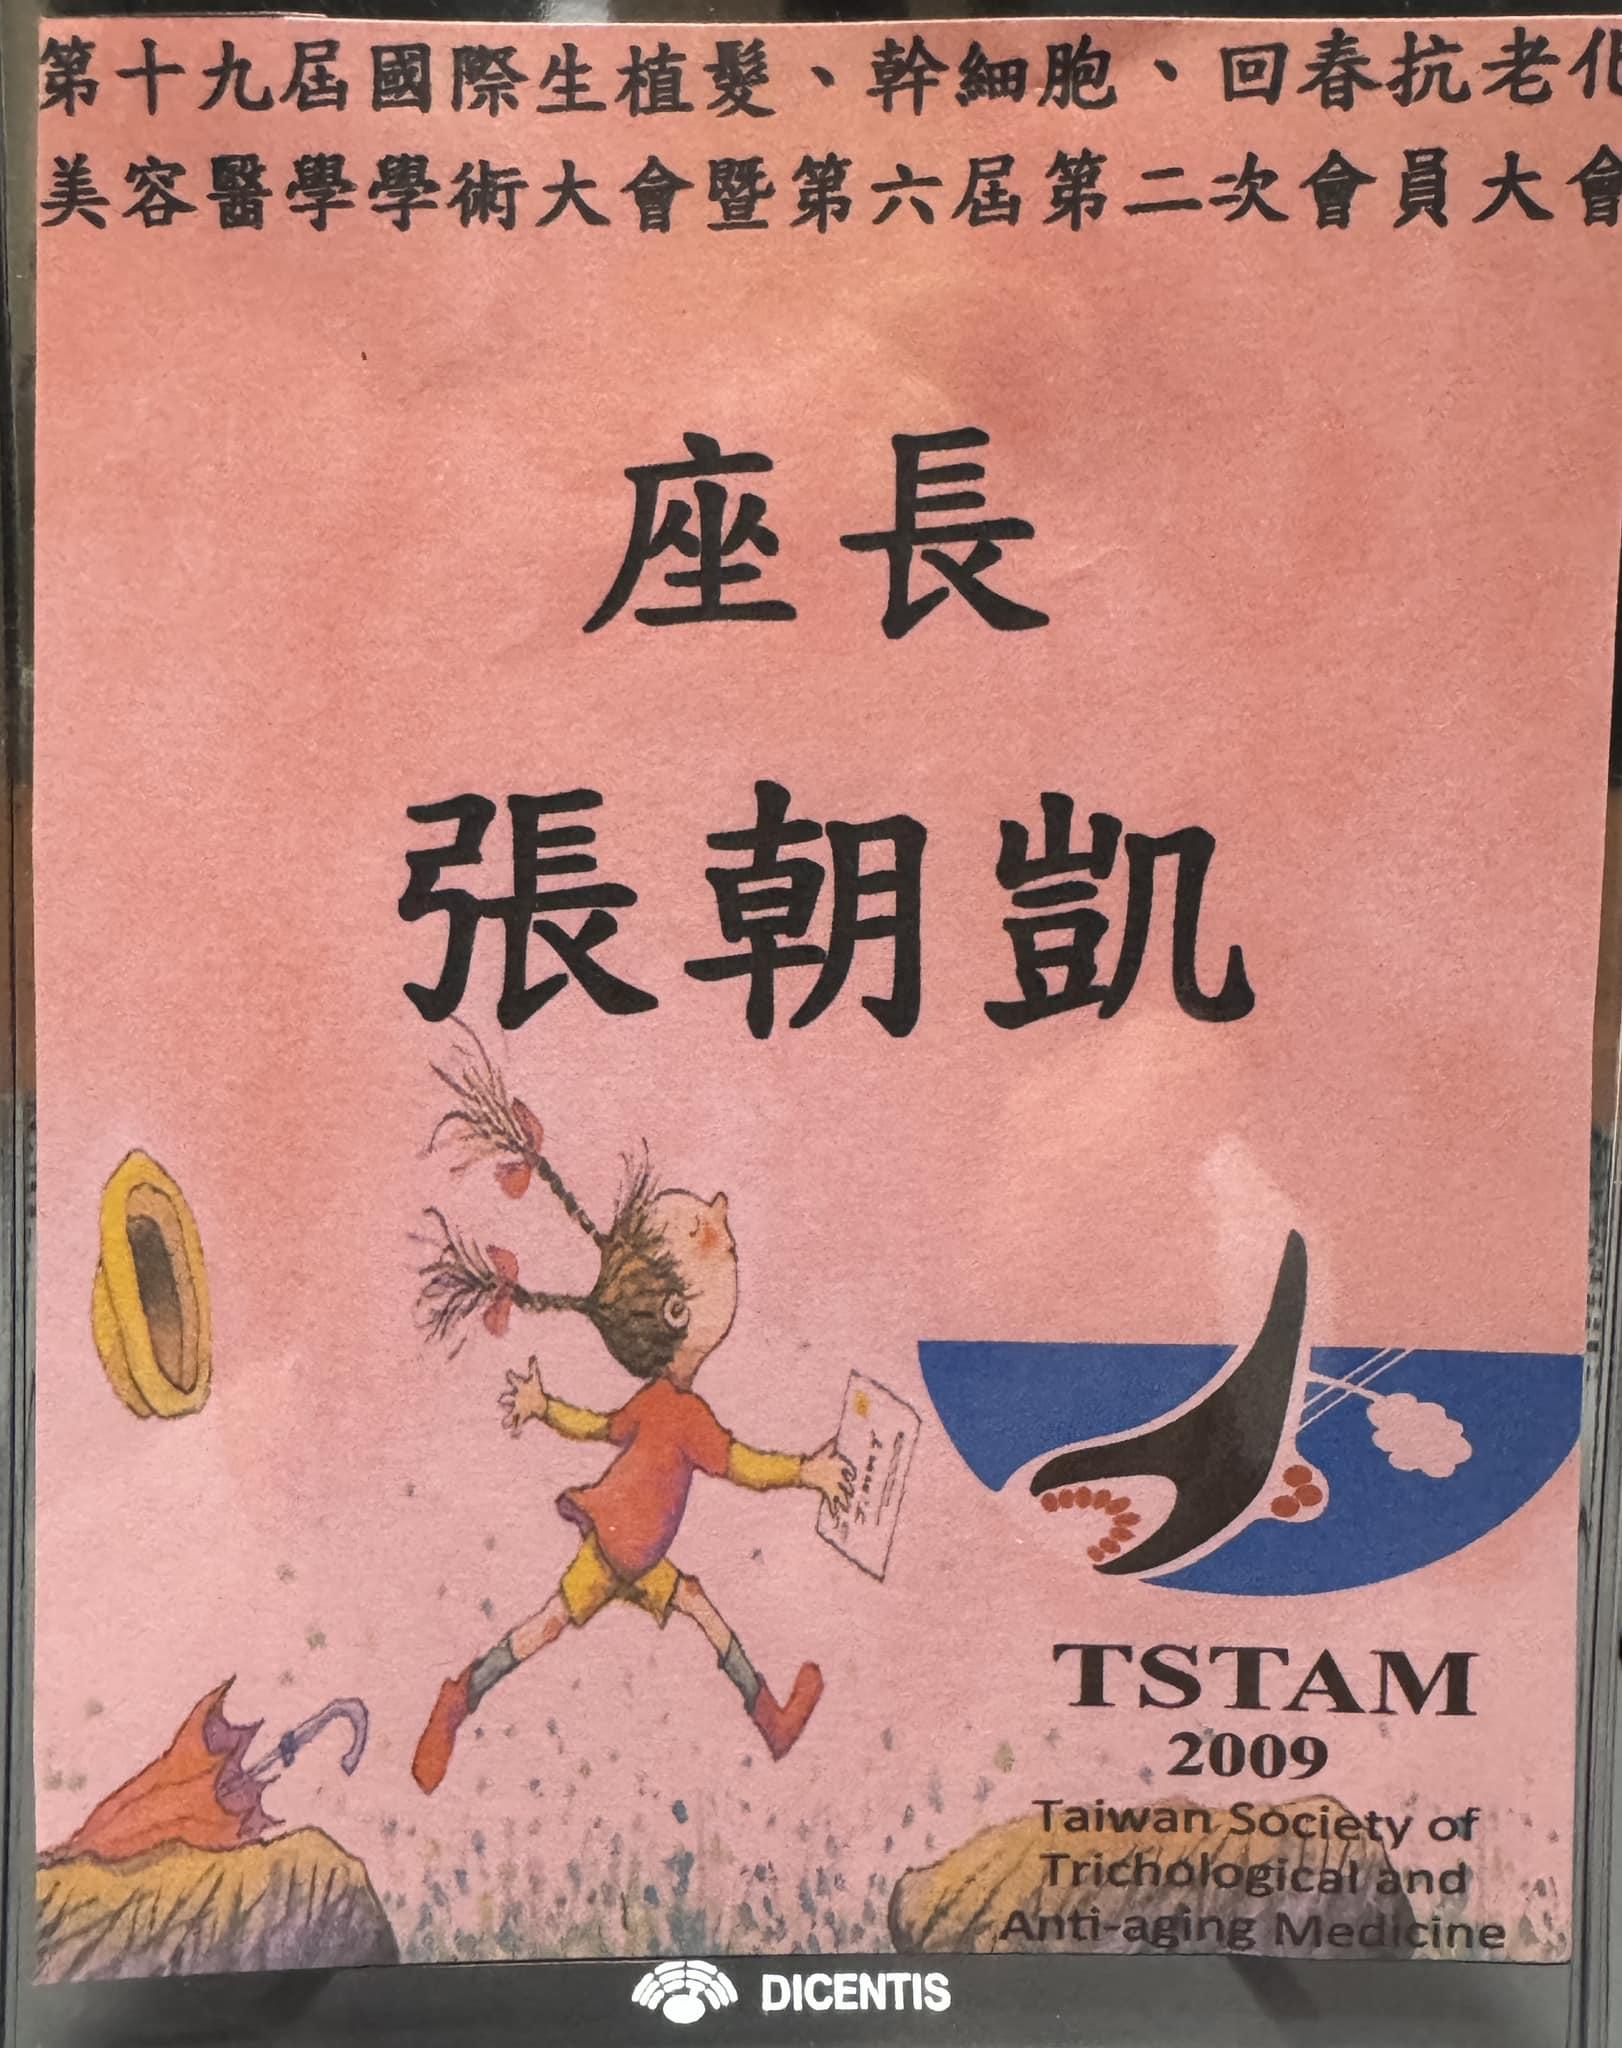 第十九屆國際生植髮、幹細胞、回春抗老化
美容醫學學術大會暨第六屆第二次會員大會
座長
張朝凱
TSTAM
2009
Taiwan Society of
Trichological and
Anti-aging Medicine
DICENTIS